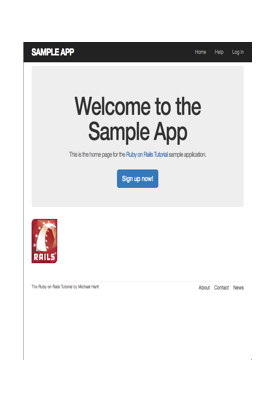 SAMPLE APP Home Help Log in
Welcome to the
Sample App
This is the home page for the Ruby on Rails Tutorial sample application.
Sign up now!
RAILS
The Ruby on Rails Tutorial by Michael Hartl About Contact News